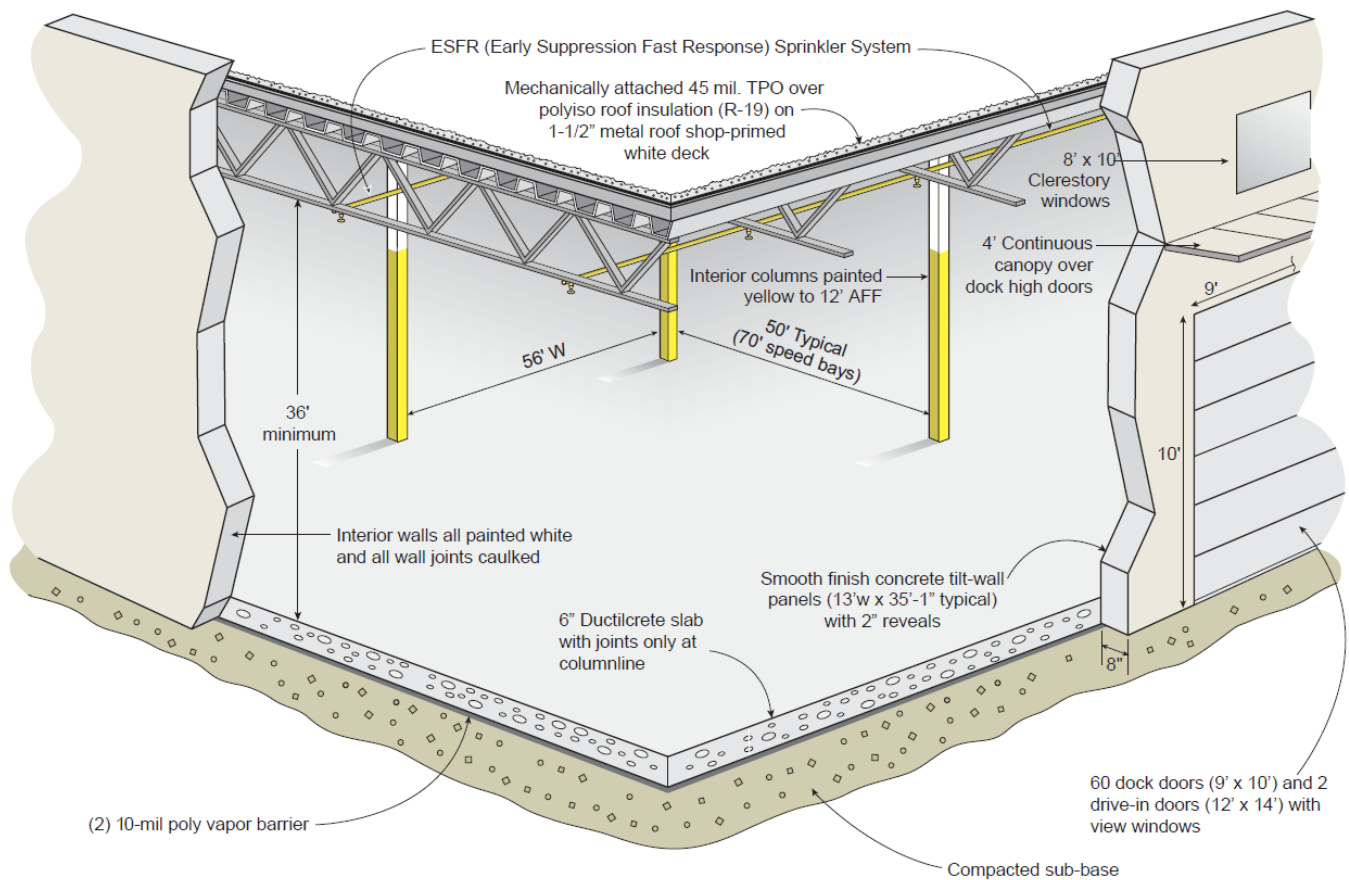 ESFR (Early Suppression Fast Response) Sprinkler System
Mechanically attached 45 mil. TPO over
polyiso roof insulation (R-19) on
1-1/2” metal roof shop-primed
white deck
8’ x 10’
Clerestory
windows
4’ Continuous
canopy over
dock high doors
9'
Interior columns painted
yellow to 12’ AFF
56' W
50' Typical
(70' speed bays)
36'
minimum
10'
Interior walls all painted white
and all wall joints caulked
Smooth finish concrete tilt-wall
panels (13’w x 35’-1” typical)
with 2” reveals
6” Ductilcrete slab
with joints only at
columnline
8"
60 dock doors (9’ x 10’) and 2
drive-in doors (12’ x 14’) with
view windows
(2) 10-mil poly vapor barrier
Compacted sub-base